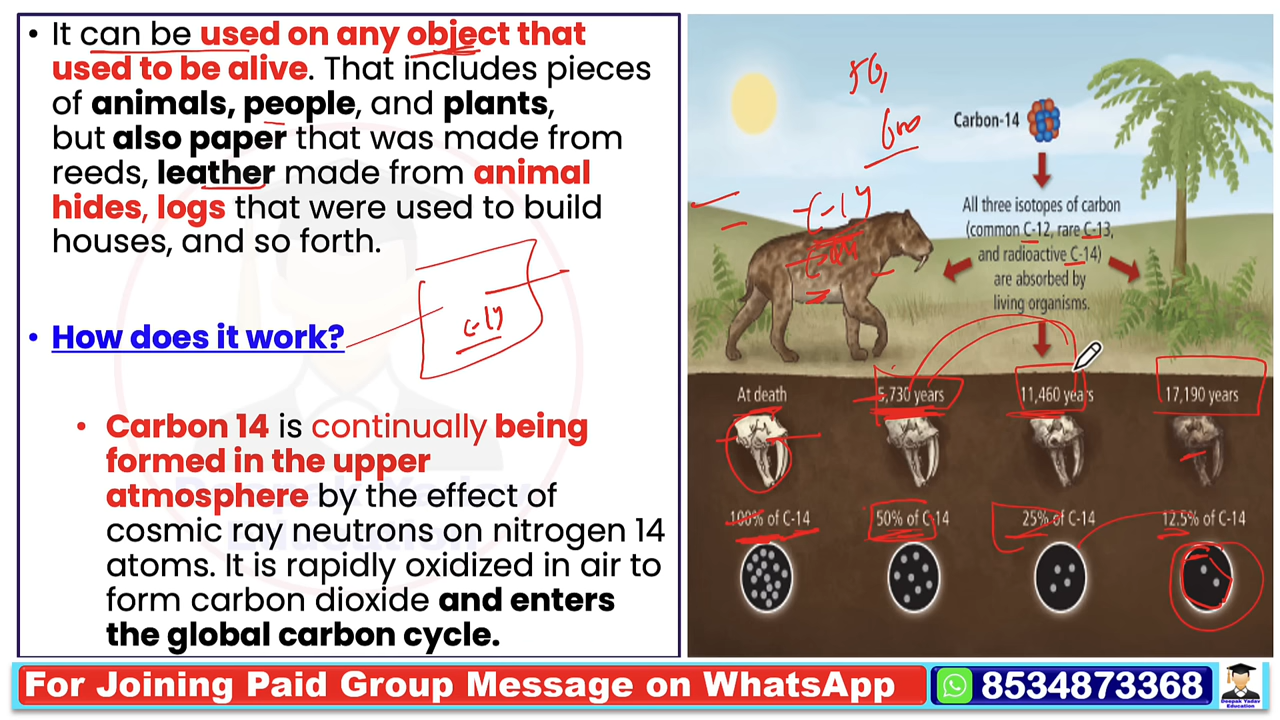 • It can be used on any object that
used to be alive. That includes pieces
of animals, people, and plants,
but also paper that was made from
reeds, leather made from animal
hides, logs that were used to build
houses, and so forth.
C-14
• How does it work?
• Carbon 14 is continually being
formed in the upper
atmosphere by the effect of
cosmic ray neutrons on nitrogen 14
atoms. It is rapidly oxidized in air to
form carbon dioxide and enters
the global carbon cycle.
50,
600
C-14
Carbon-14
All three isotopes of carbon
(common C-12, rare C-13,
and radioactive C-14)
are absorbed by
living organisms.
At death 5,730 years 11,460 years 17,190 years
100% of C-14 50% of C-14 25% of C-14 12.5% of C-14
For Joining Paid Group Message on WhatsApp 8534873368
Deepak Yadav
Education